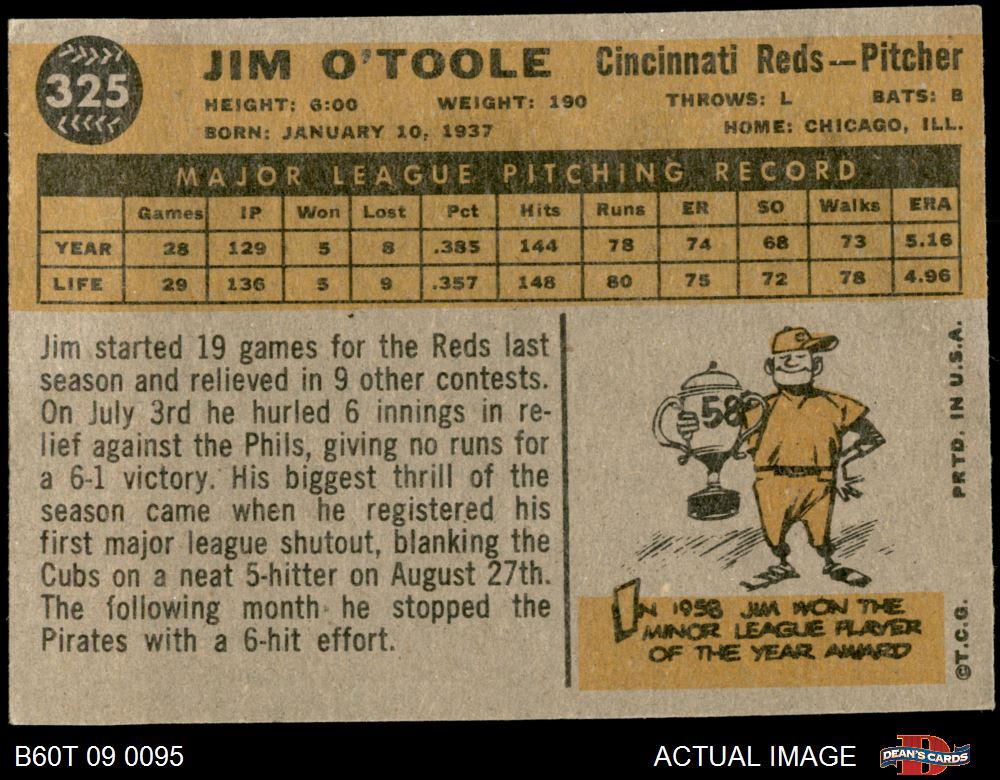 325
JIM O'TOOLE Cincinnati Reds—Pitcher
HEIGHT: 6:00 WEIGHT: 190 THROWS: L BATS: B
BORN: JANUARY 10, 1937 HOME: CHICAGO, ILL.
MAJOR LEAGUE PITCHING RECORD
Games IP Won Lost Pct Hits Runs ER SO Walks ERA
YEAR 28 129 5 8 .385 144 78 74 68 73 5.16
LIFE 29 136 5 9 .357 148 80 75 72 78 4.96
Jim started 19 games for the Reds last
season and relieved in 9 other contests.
On July 3rd he hurled 6 innings in re-
lief against the Phils, giving no runs for
a 6-1 victory. His biggest thrill of the
season came when he registered his
first major league shutout, blanking the
Cubs on a neat 5-hitter on August 27th.
The following month he stopped the
Pirates with a 6-hit effort.
C
58
IN 1958 JIM WON THE
MINOR LEAGUE PLAYER
OF THE YEAR AWARD
©T.C.G. PRTD. IN U.S.A.
B60T 09 0095 ACTUAL IMAGE DEAN'S CARDS